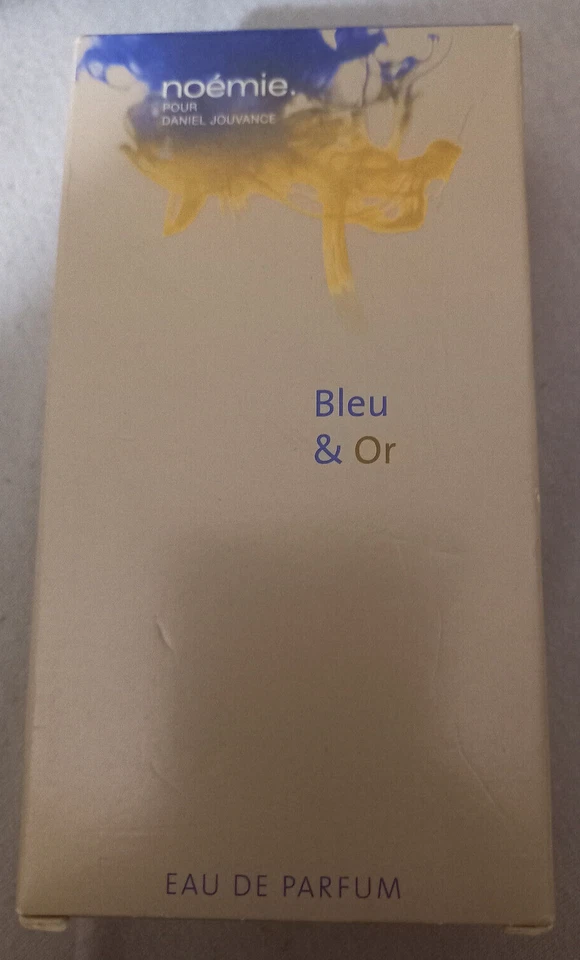 noémie.
POUR
DANIEL JOUVANCE
Bleu
& Or
EAU DE PARFUM